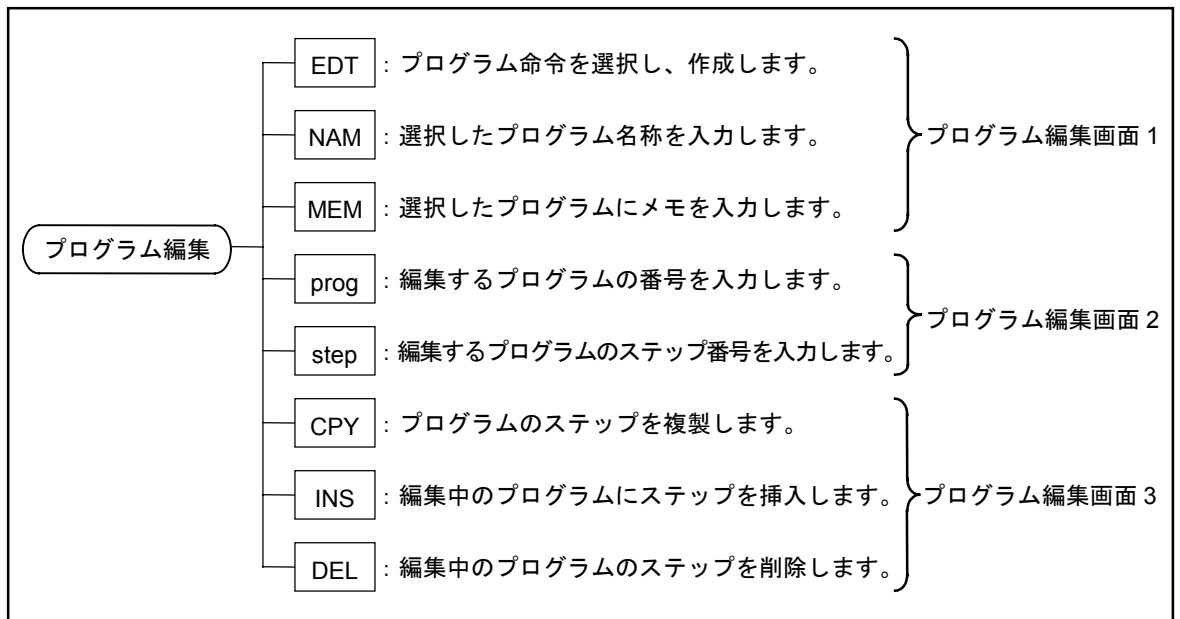 EDT : プログラム命令を選択し、作成します。
NAM : 選択したプログラム名称を入力します。
プログラム編集画面 1
MEM : 選択したプログラムにメモを入力します。
プログラム編集
prog : 編集するプログラムの番号を入力します。
プログラム編集画面 2
step : 編集するプログラムのステップ番号を入力します。
CPY : プログラムのステップを複製します。
INS : 編集中のプログラムにステップを挿入します。
プログラム編集画面 3
DEL : 編集中のプログラムのステップを削除します。